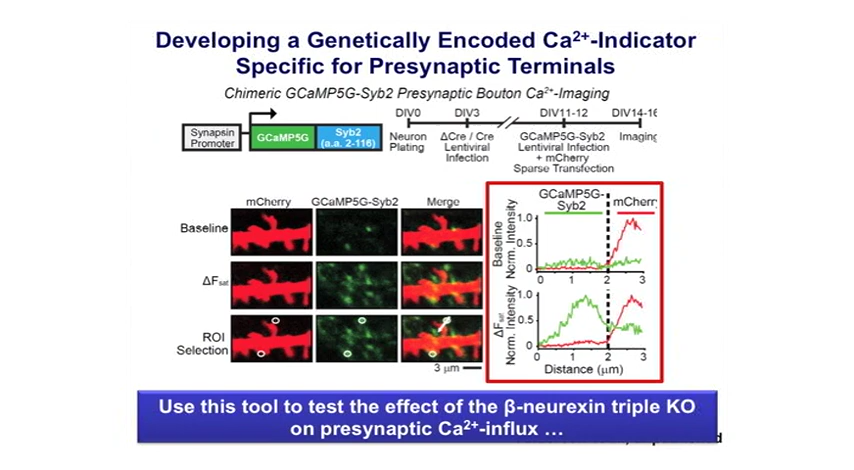 Developing a Genetically Encoded Ca2+-Indicator
Specific for Presynaptic Terminals
Chimeric GCaMP5G-Syb2 Presynaptic Bouton Ca2+-Imaging
Synapsin
Promoter
GCaMP5G
Syb2
(a.a. 2-116)
DIV0
DIV3
DIV11-12
DIV14-16
Neuron
Plating
ΔCre / Cre
Lentiviral
Infection
GCaMP5G-Syb2
Lentiviral Infection
+ mCherry
Sparse Transfection
Imaging
mCherry
GCaMP5G-Syb2
Merge
Baseline
ΔFsat
ROI
Selection
3 μm
GCaMP5G-
Syb2
mCherry
Baseline
Norm. Intensity
1.0
0.5
0
0
1
2
3
ΔFsat
Norm. Intensity
1.0
0.5
0
0
1
2
3
Distance (μm)
Use this tool to test the effect of the β-neurexin triple KO
on presynaptic Ca2+-influx …